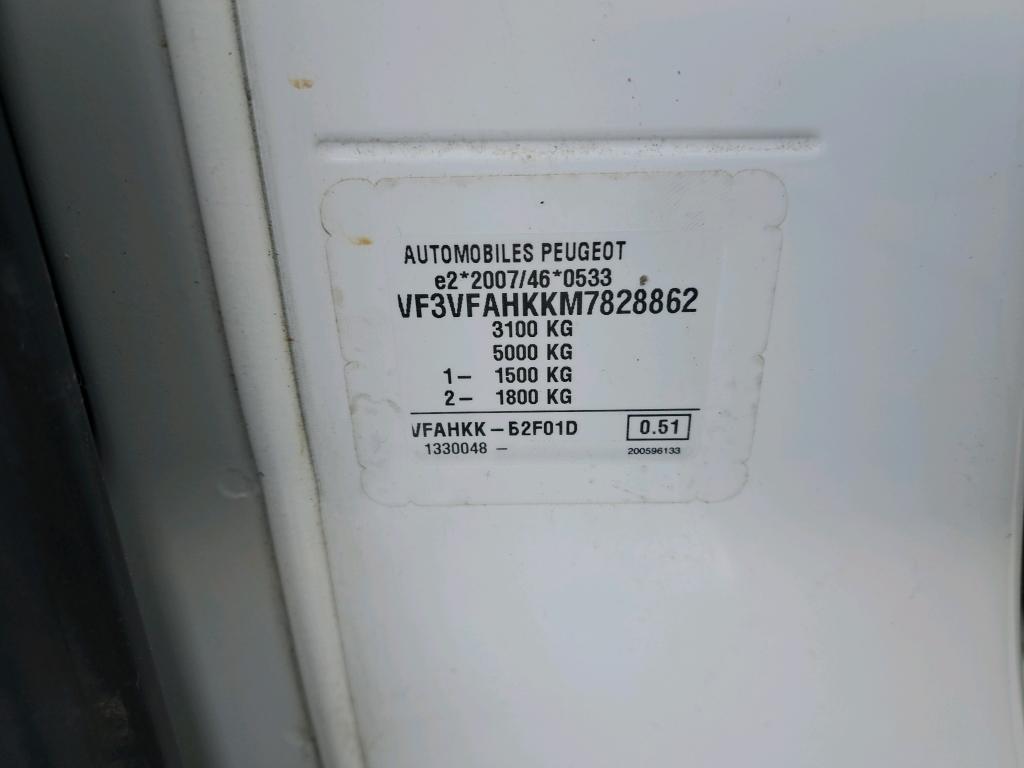 AUTOMOBILES PEUGEOT
e2*2007/46*0533
VF3VFAHKKM7828862
3100 KG
5000 KG
1– 1500 KG
2– 1800 KG
VFAHKK – 52F01D 0.51
1330048 – 200596133